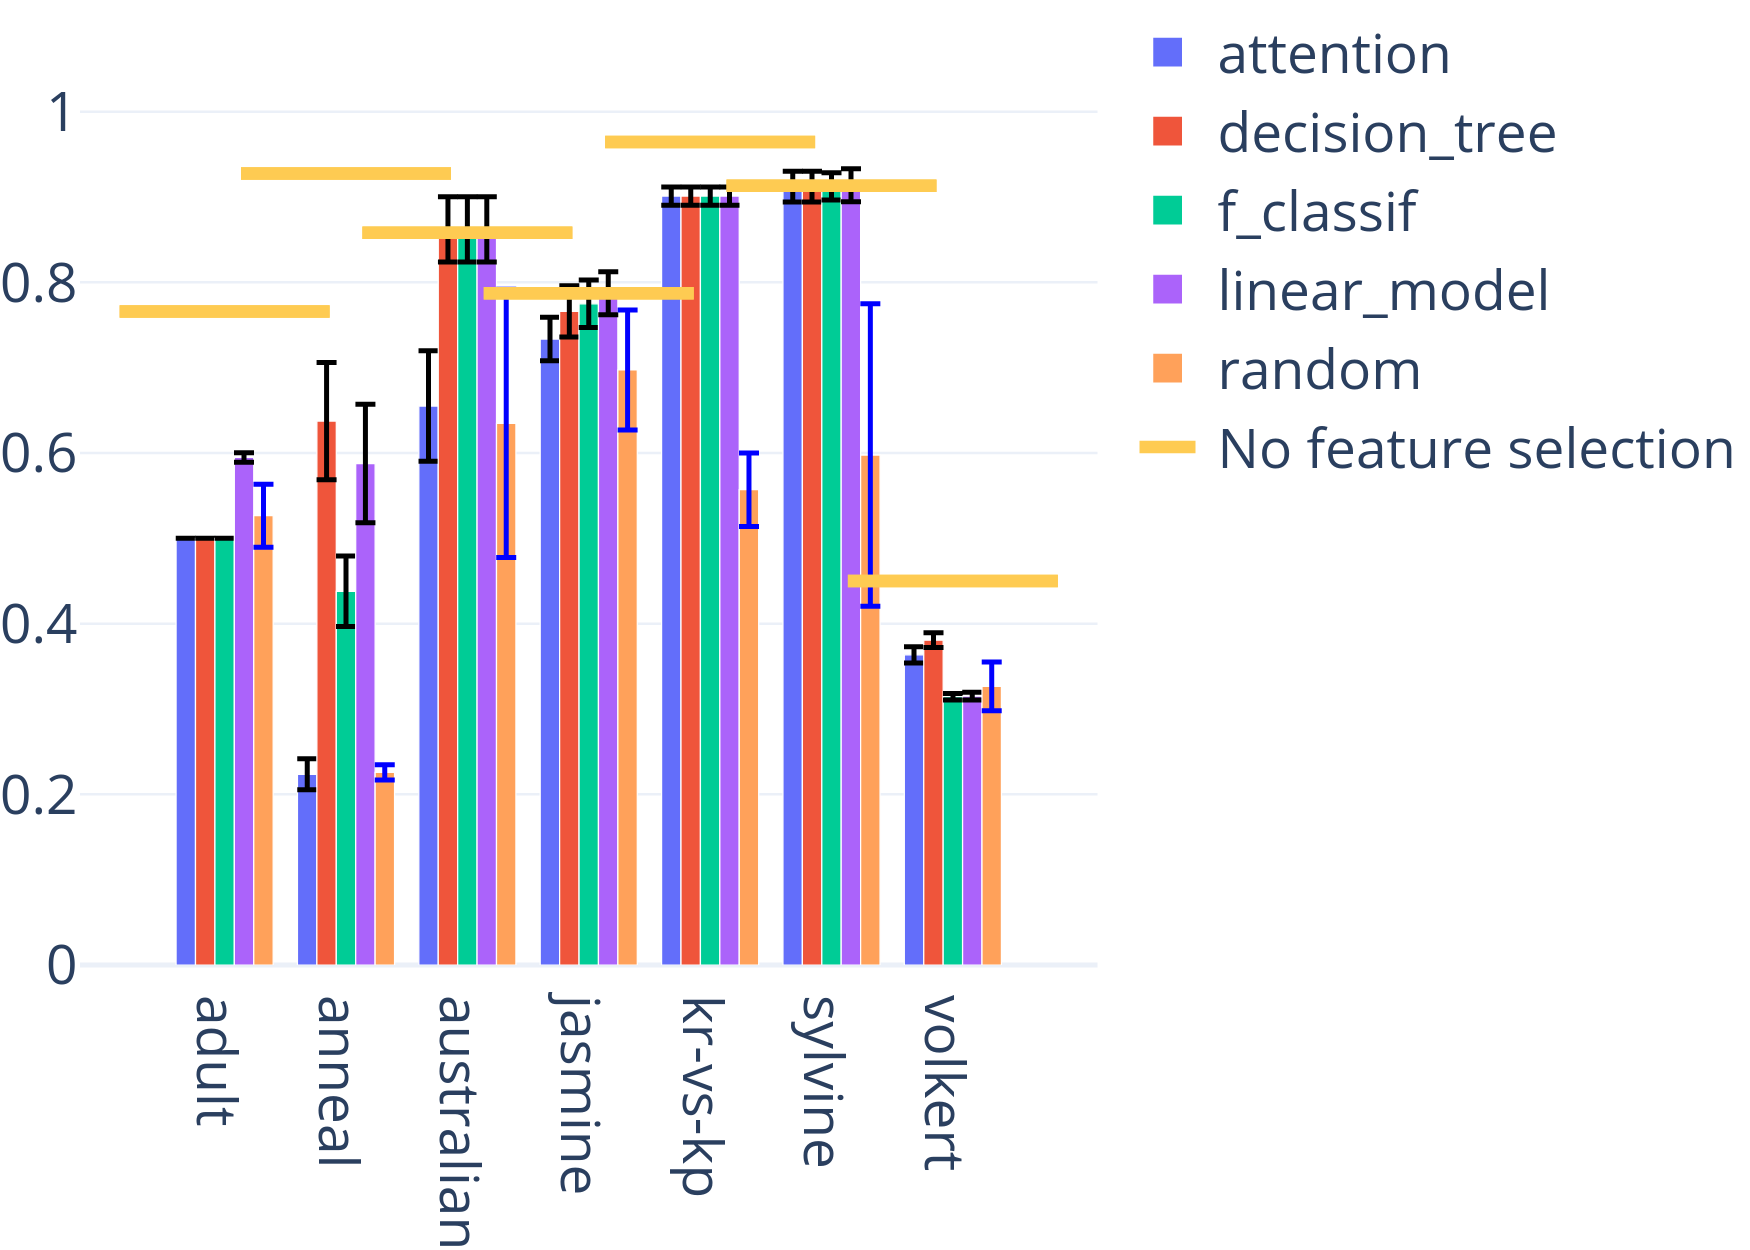 1
0.8
0.6
0.4
0.2
0
adult
anneal
australian
jasmine
kr-vs-kp
sylvine
volkert
attention
decision_tree
f_classif
linear_model
random
No feature selection